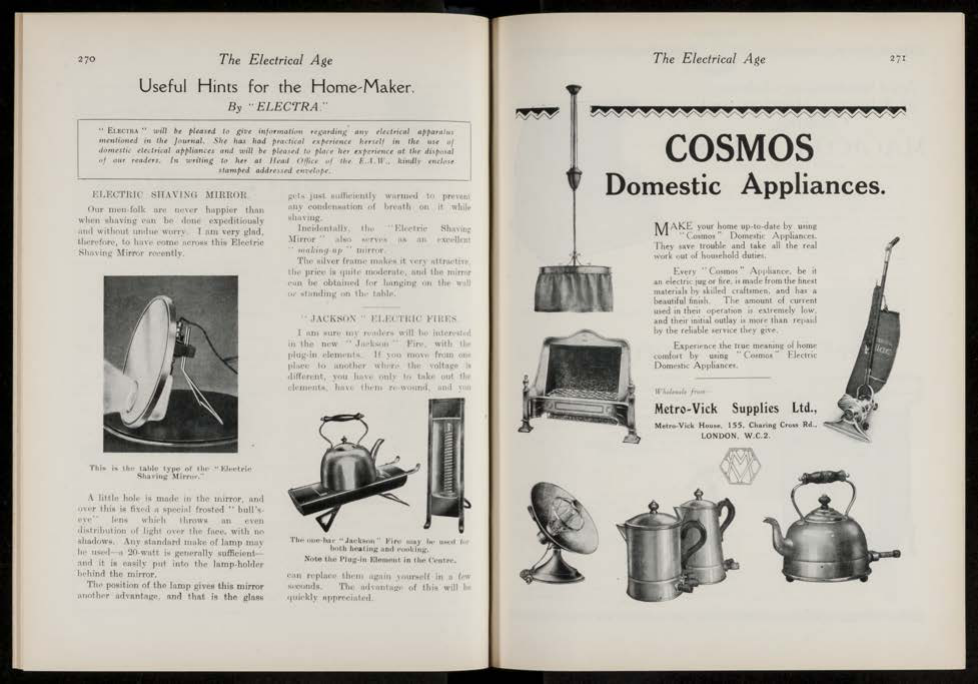 270
The Electrical Age
Useful Hints for the Home-Maker.
By "ELECTRA."
"ELECTRA" will be pleased to give information regarding any electrical apparatus
mentioned in the Journal. She has had practical experience herself in the use of
domestic electrical appliances and will be pleased to place her experience at the disposal
of our readers. In writing to her at Head Office of the E.A.W., kindly enclose
stamped addressed envelope.
ELECTRIC SHAVING MIRROR.
Our men-folk are never happier than
when shaving can be done expeditiously
and without undue worry. I am very glad,
therefore, to have come across this Electric
Shaving Mirror recently.
This is the table type of the "Electric
Shaving Mirror."
A little hole is made in the mirror, and
over this is fixed a special frosted "bull's-
eye" lens which throws an even
distribution of light over the face, with no
shadows. Any standard make of lamp may
be used—a 20-watt is generally sufficient—
and it is easily put into the lamp-holder
behind the mirror.
The position of the lamp gives this mirror
another advantage, and that is the glass
gets just sufficiently warmed to prevent
any condensation of breath on it while
shaving.
Incidentally, the "Electric Shaving
Mirror" also serves as an excellent
"making-up" mirror.
The silver frame makes it very attractive,
the price is quite moderate, and the mirror
can be obtained for hanging on the wall
or standing on the table.
"JACKSON" ELECTRIC FIRES.
I am sure my readers will be interested
in the new "Jackson" Fire, with the
plug-in elements. If you move from one
place to another where the voltage is
different, you have only to take out the
elements, have them re-wound, and you
The one-bar "Jackson" Fire may be used for
both heating and cooking.
Note the Plug-in Element in the Centre.
can replace them again yourself in a few
seconds. The advantage of this will be
quickly appreciated.
The Electrical Age
271
COSMOS
Domestic Appliances.
MAKE your home up-to-date by using
"Cosmos" Domestic Appliances.
They save trouble and take all the real
work out of household duties.
Every "Cosmos" Appliance, be it
an electric jug or fire, is made from the finest
materials by skilled craftsmen, and has a
beautiful finish. The amount of current
used in their operation is extremely low,
and their initial outlay is more than repaid
by the reliable service they give.
Experience the true meaning of home
comfort by using "Cosmos" Electric
Domestic Appliances.
Wholesale from—
Metro-Vick Supplies Ltd.,
Metro-Vick House, 155, Charing Cross Rd.,
LONDON, W.C.2.